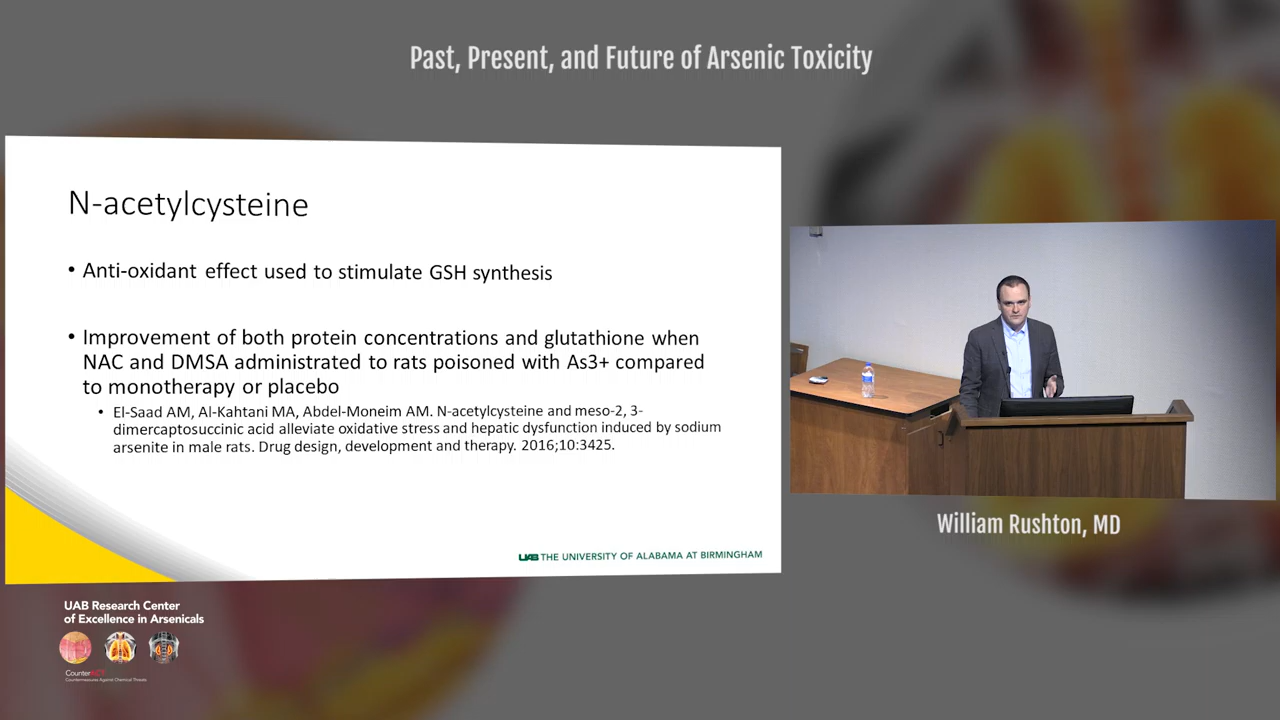 Past, Present, and Future of Arsenic Toxicity
N-acetylcysteine
• Anti-oxidant effect used to stimulate GSH synthesis
• Improvement of both protein concentrations and glutathione when
NAC and DMSA administrated to rats poisoned with As3+ compared
to monotherapy or placebo
• El-Saad AM, Al-Kahtani MA, Abdel-Moneim AM. N-acetylcysteine and meso-2, 3-
dimercaptosuccinic acid alleviate oxidative stress and hepatic dysfunction induced by sodium
arsenite in male rats. Drug design, development and therapy. 2016;10:3425.
UAB THE UNIVERSITY OF ALABAMA AT BIRMINGHAM
William Rushton, MD
UAB Research Center
of Excellence in Arsenicals
CounterACT
Countermeasures Against Chemical Threats